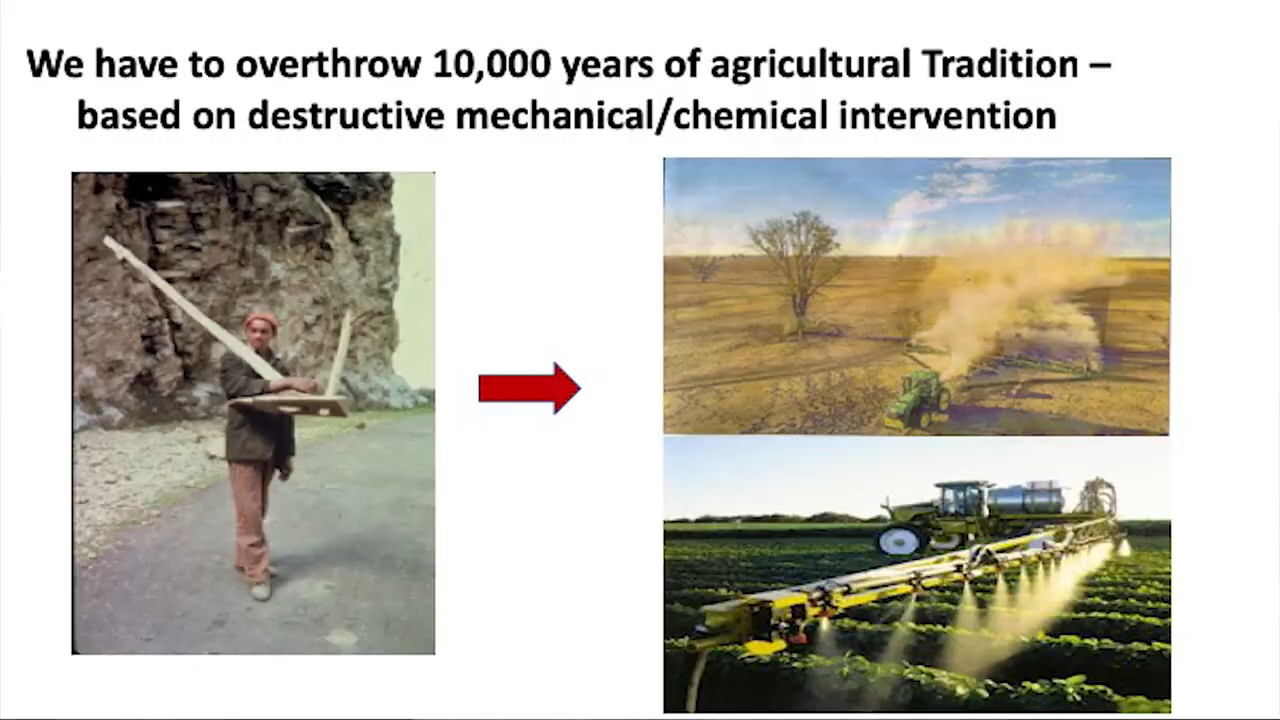 We have to overthrow 10,000 years of agricultural Tradition –
based on destructive mechanical/chemical intervention